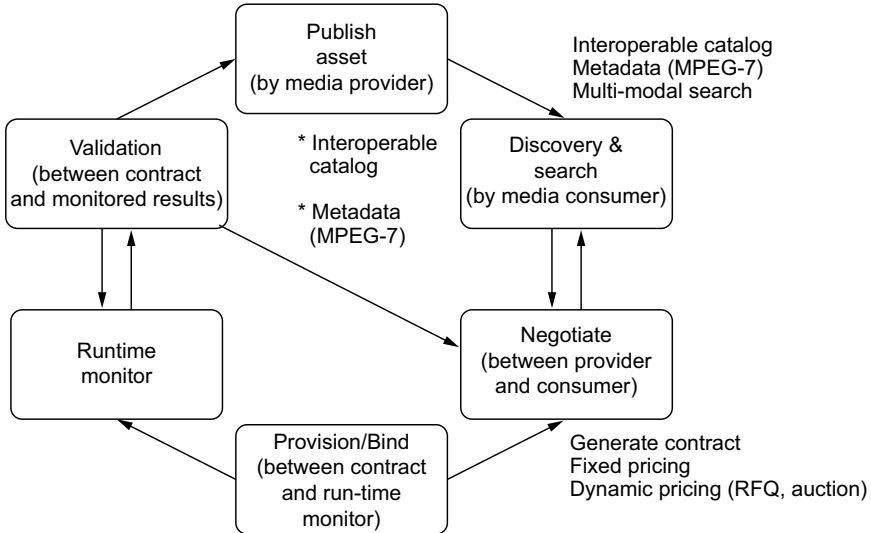 Publish
asset
(by media provider)
Interoperable catalog
Metadata (MPEG-7)
Multi-modal search
Validation
(between contract
and monitored results)
* Interoperable
catalog
* Metadata
(MPEG-7)
Discovery &
search
(by media consumer)
Runtime
monitor
Negotiate
(between provider
and consumer)
Provision/Bind
(between contract
and run-time
monitor)
Generate contract
Fixed pricing
Dynamic pricing (RFQ, auction)